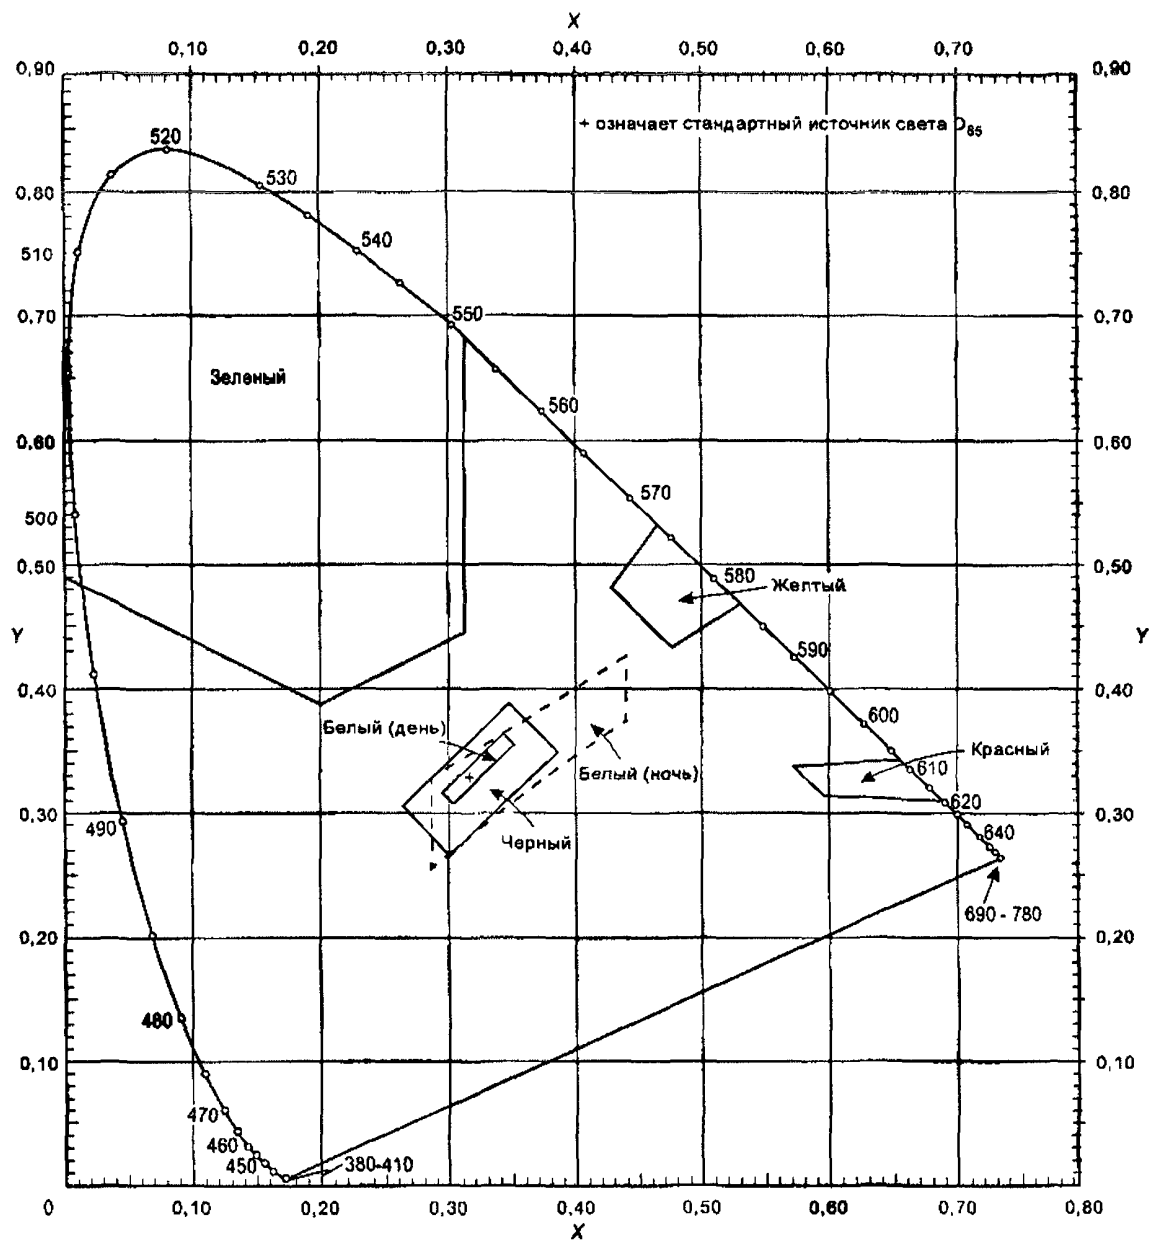 X
0,10 0,20 0,30 0,40 0,50 0,60 0,70
0,90 0,90
+ означает стандартный источник света D65
520
530
0,80 0,80
540
510
550
0,70 0,70
Зеленый
560
0,60 0,60
570
500
0,50 0,50
580
Желтый
Y Y
590
0,40 0,40
600
Белый (день)
Красный
610
Белый (ночь)
620
0,30 0,30
490
640
Черный
690 - 780
0,20 0,20
480
0,10 0,10
470
460
450
380-410
0 0,10 0,20 0,30 0,40 0,50 0,60 0,70 0,80
X